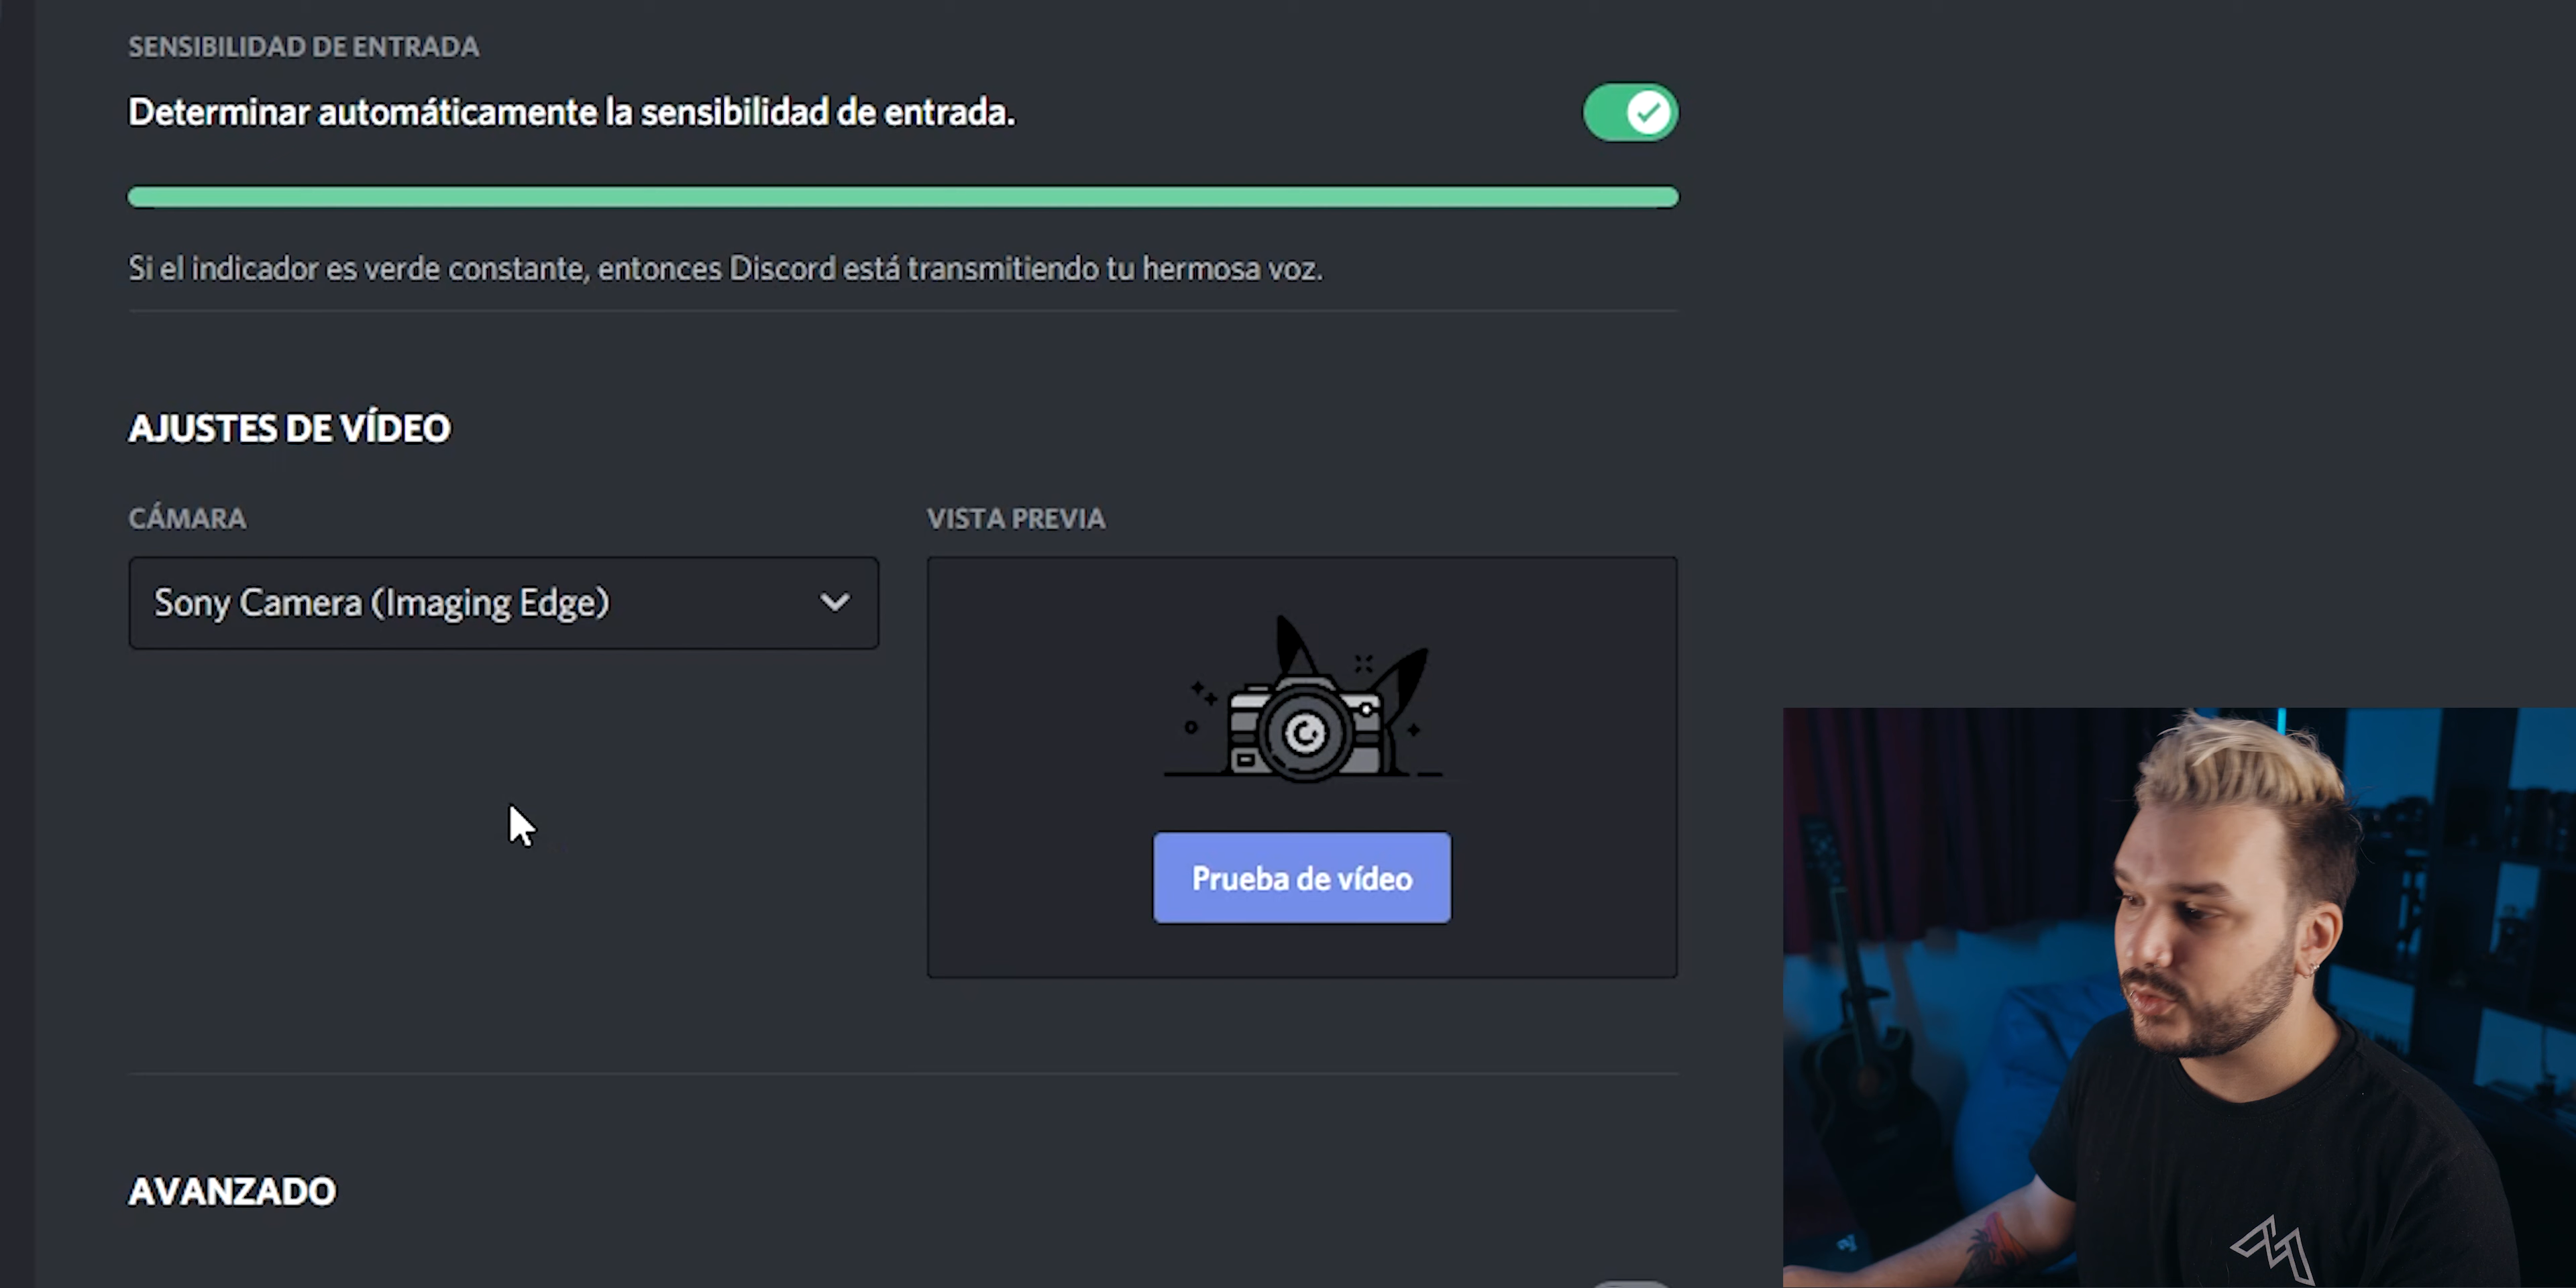 SENSIBILIDAD DE ENTRADA
Determinar automáticamente la sensibilidad de entrada.
Si el indicador es verde constante, entonces Discord está transmitiendo tu hermosa voz.
AJUSTES DE VÍDEO
CÁMARA
VISTA PREVIA
Sony Camera (Imaging Edge)
Prueba de vídeo
AVANZADO